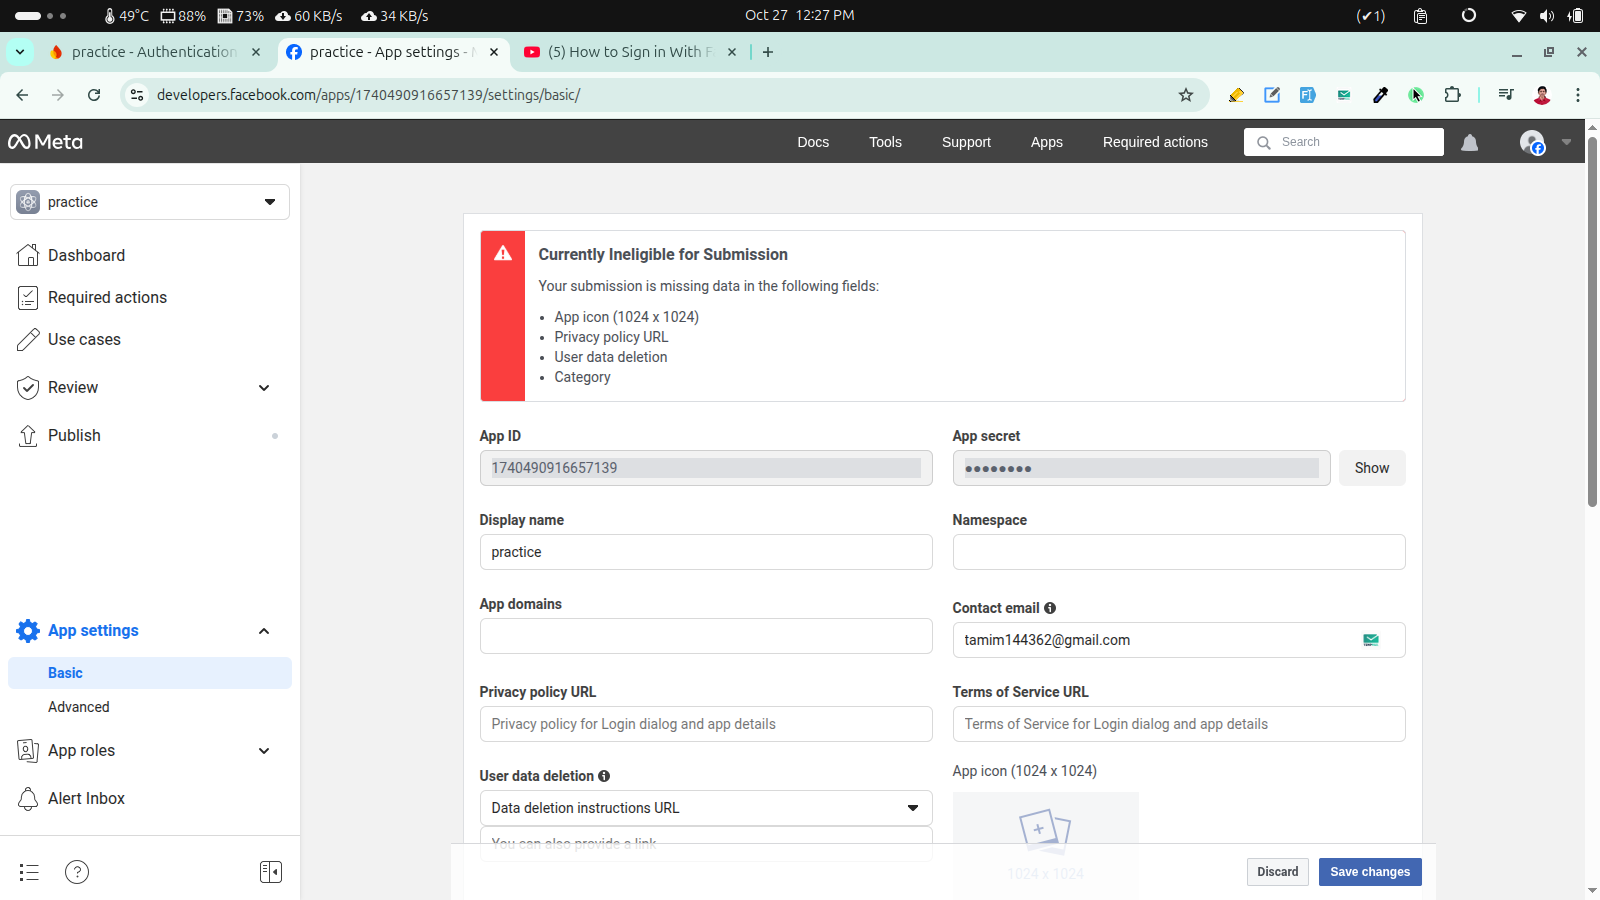 49°C 88% 73% 60 KB/s 34 KB/s Oct 27 12:27 PM (✔1)
practice - Authentication practice - App settings - (5) How to Sign in With
developers.facebook.com/apps/1740490916657139/settings/basic/
Meta Docs Tools Support Apps Required actions Search
practice
Dashboard
Required actions
Use cases
Review
Publish
App settings
Basic
Advanced
App roles
Alert Inbox
Currently Ineligible for Submission
Your submission is missing data in the following fields:
• App icon (1024 x 1024)
• Privacy policy URL
• User data deletion
• Category
App ID App secret
1740490916657139 ●●●●●●●● Show
Display name Namespace
practice
App domains Contact email
tamim144362@gmail.com
Privacy policy URL Terms of Service URL
Privacy policy for Login dialog and app details Terms of Service for Login dialog and app details
User data deletion App icon (1024 x 1024)
Data deletion instructions URL
You can also provide a link
1024 x 1024
Discard Save changes